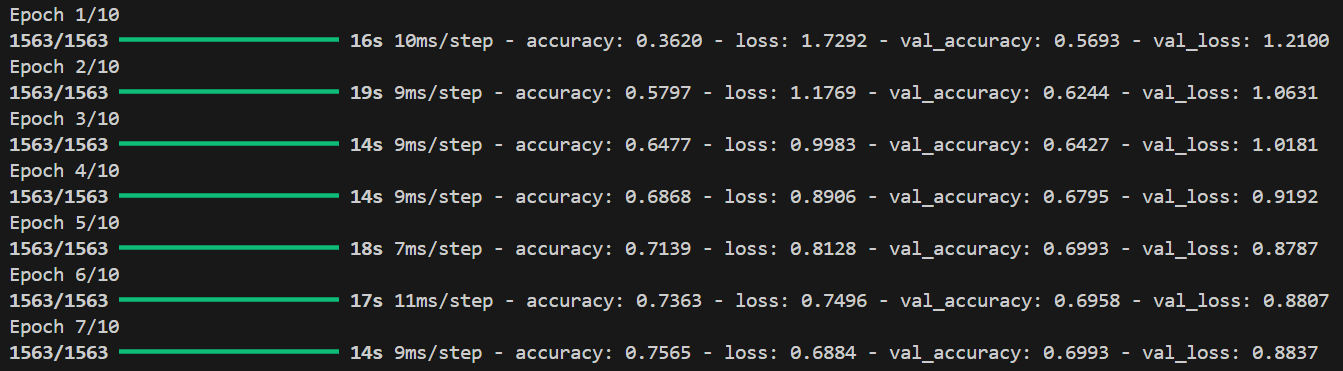 Epoch 1/10
1563/1563 16s 10ms/step - accuracy: 0.3620 - loss: 1.7292 - val_accuracy: 0.5693 - val_loss: 1.2100
Epoch 2/10
1563/1563 19s 9ms/step - accuracy: 0.5797 - loss: 1.1769 - val_accuracy: 0.6244 - val_loss: 1.0631
Epoch 3/10
1563/1563 14s 9ms/step - accuracy: 0.6477 - loss: 0.9983 - val_accuracy: 0.6427 - val_loss: 1.0181
Epoch 4/10
1563/1563 14s 9ms/step - accuracy: 0.6868 - loss: 0.8906 - val_accuracy: 0.6795 - val_loss: 0.9192
Epoch 5/10
1563/1563 18s 7ms/step - accuracy: 0.7139 - loss: 0.8128 - val_accuracy: 0.6993 - val_loss: 0.8787
Epoch 6/10
1563/1563 17s 11ms/step - accuracy: 0.7363 - loss: 0.7496 - val_accuracy: 0.6958 - val_loss: 0.8807
Epoch 7/10
1563/1563 14s 9ms/step - accuracy: 0.7565 - loss: 0.6884 - val_accuracy: 0.6993 - val_loss: 0.8837